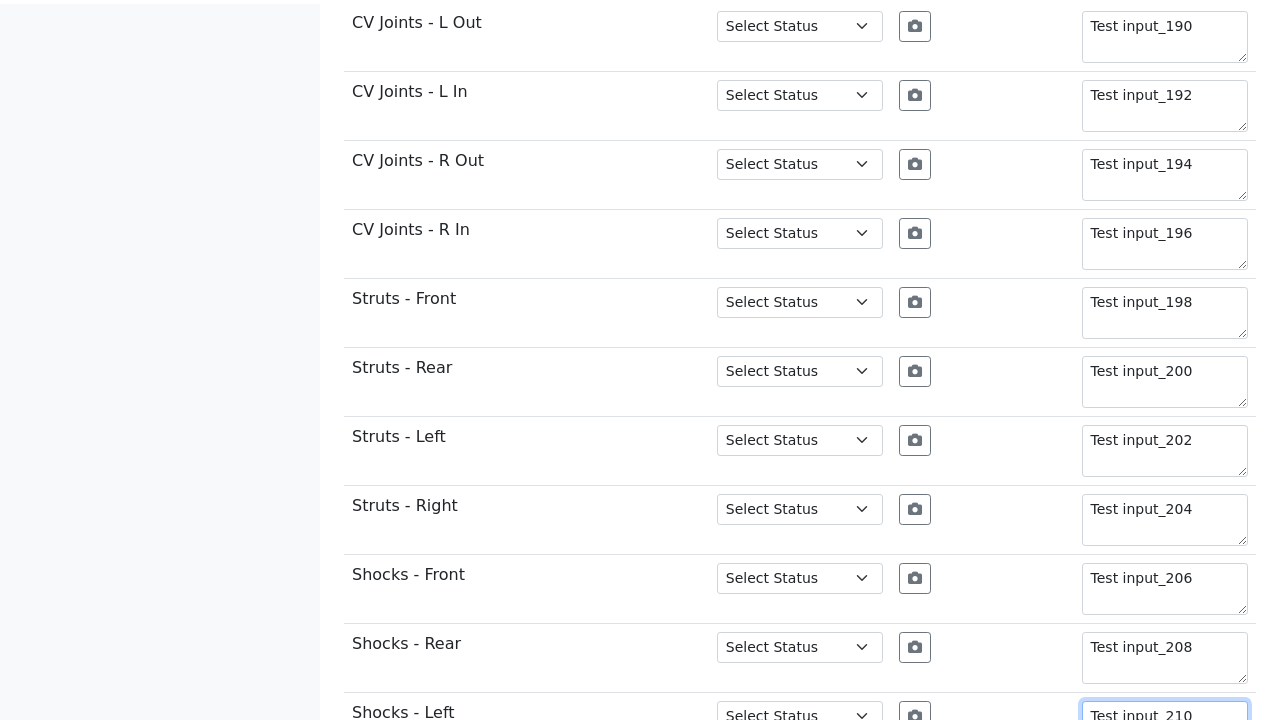 CV Joints - L Out Select Status Test input_190
CV Joints - L In Select Status Test input_192
CV Joints - R Out Select Status Test input_194
CV Joints - R In Select Status Test input_196
Struts - Front Select Status Test input_198
Struts - Rear Select Status Test input_200
Struts - Left Select Status Test input_202
Struts - Right Select Status Test input_204
Shocks - Front Select Status Test input_206
Shocks - Rear Select Status Test input_208
Shocks - Left Select Status Test input_210